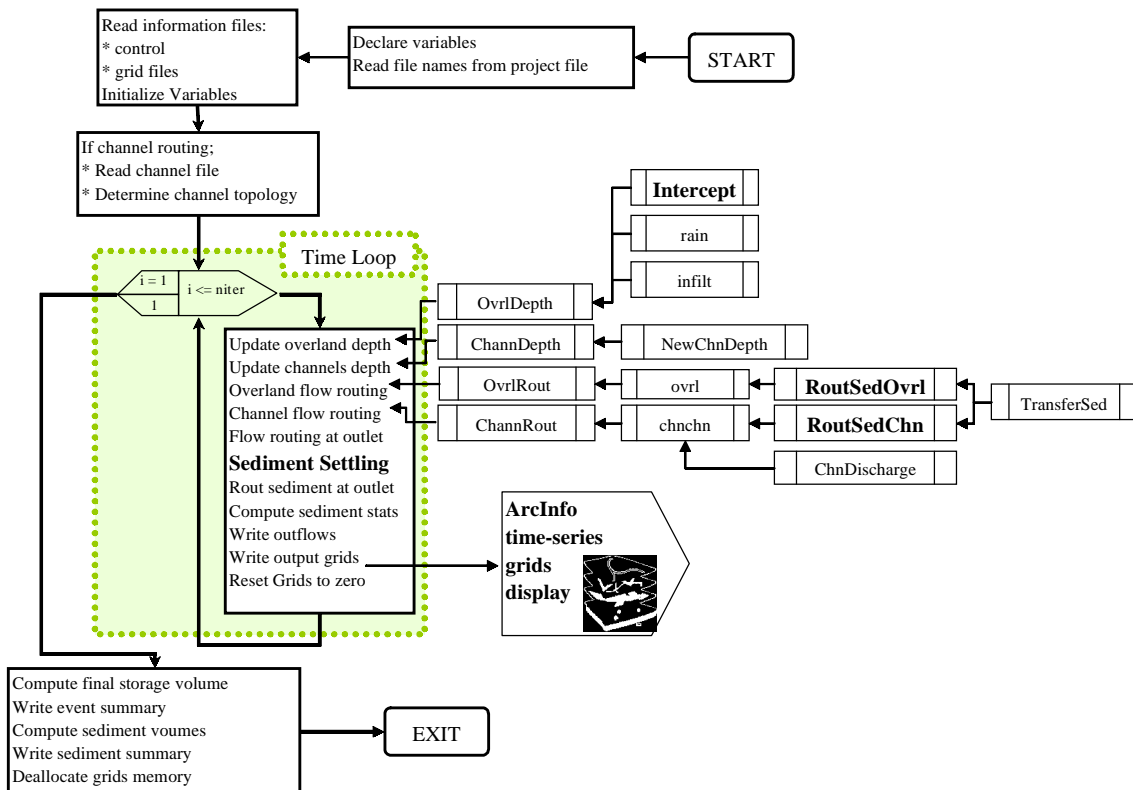 START
Declare variables
Read file names from project file
Read information files:
* control
* grid files
Initialize Variables
If channel routing;
* Read channel file
* Determine channel topology
Time Loop
i = 1
1
i <= niter
Update overland depth
Update channels depth
Overland flow routing
Channel flow routing
Flow routing at outlet
Sediment Settling
Rout sediment at outlet
Compute sediment stats
Write outflows
Write output grids
Reset Grids to zero
Intercept
rain
infilt
OvrlDepth
ChannDepth
NewChnDepth
OvrlRout
ovrl
RoutSedOvrl
ChannRout
chnchn
RoutSedChn
TransferSed
ChnDischarge
ArcInfo
time-series
grids
display
Compute final storage volume
Write event summary
Compute sediment voumes
Write sediment summary
Deallocate grids memory
EXIT